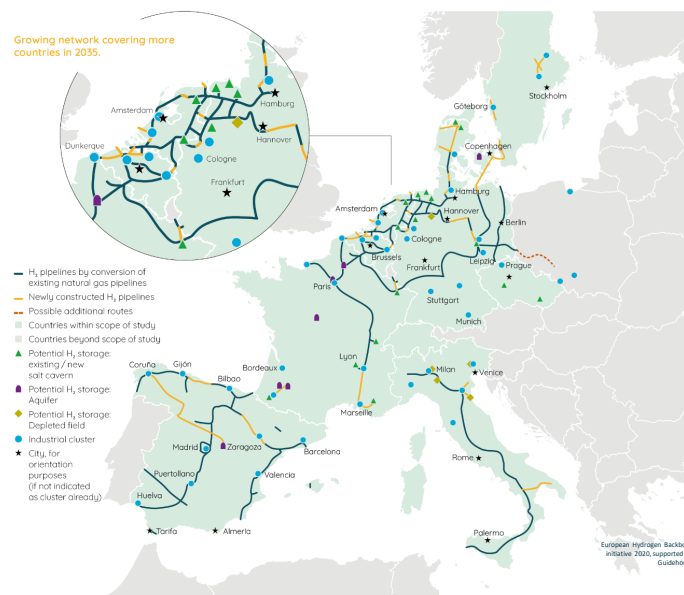 Growing network covering more
countries in 2035.
Amsterdam
Hamburg
Dunkerque
Hannover
Cologne
Frankfurt
Stockholm
Göteborg
Copenhagen
Hamburg
Amsterdam
Hannover
Berlin
Cologne
Brussels
Leipzig
Frankfurt
Prague
Paris
Stuttgart
Munich
H₂ pipelines by conversion of
existing natural gas pipelines
Newly constructed H₂ pipelines
Possible additional routes
Countries within scope of study
Countries beyond scope of study
Potential H₂ storage:
existing / new
salt cavern
Potential H₂ storage:
Aquifer
Potential H₂ storage:
Depleted field
Industrial cluster
City, for
orientation
purposes
(if not indicated
as cluster already)
Lyon
Milan
Venice
Coruña
Gijón
Bordeaux
Bilbao
Marseille
Madrid
Zaragoza
Barcelona
Rome
Puertollano
Valencia
Huelva
Tarifa
Almería
Palermo
European Hydrogen Backb
initiative 2020, supported
Guideho